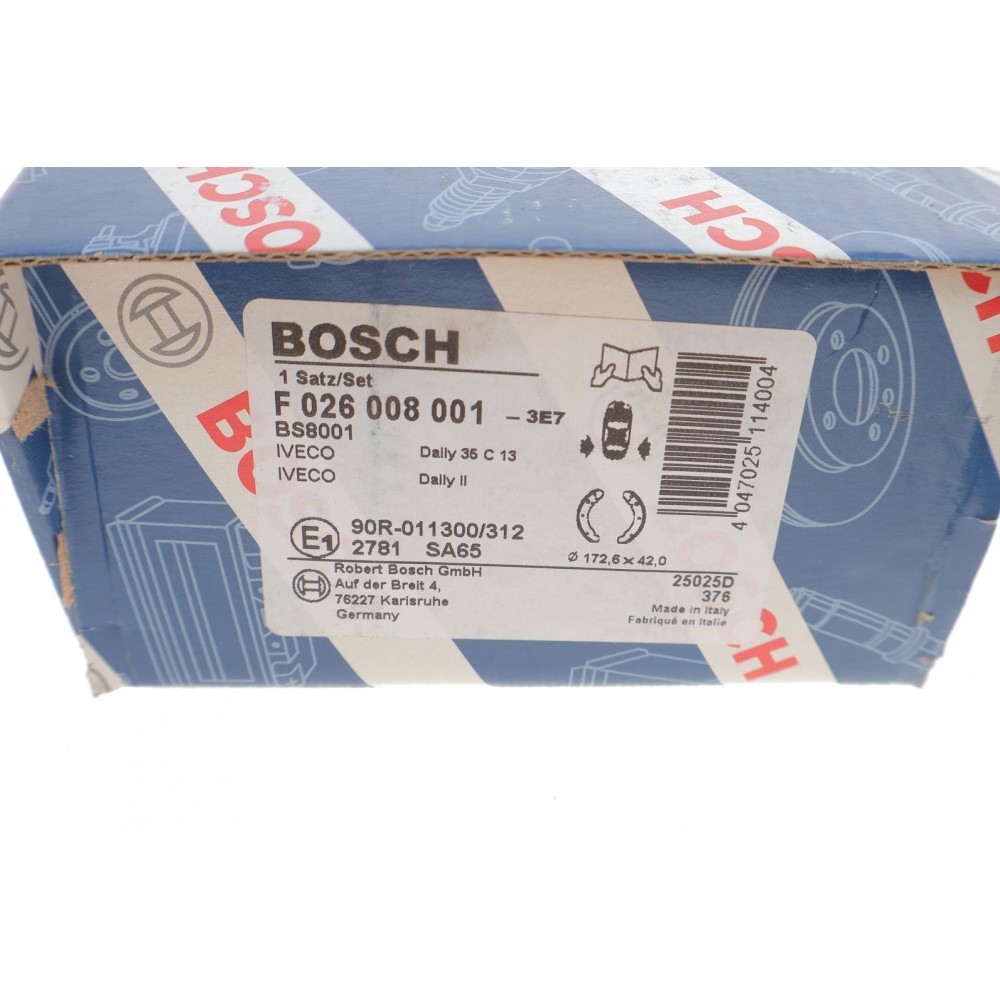 BOSCH
BOSCH
BOSCH
1 Satz/Set
F 026 008 001 – 3E7
BS8001
IVECO Daily 35 C 13
IVECO Daily II
E1 90R-011300/312
2781 SA65
Ø 172,6 x 42,0
Robert Bosch GmbH
Auf der Breit 4,
76227 Karlsruhe
Germany
25025D
376
Made in Italy
Fabriqué en Italie
4 047025 114004